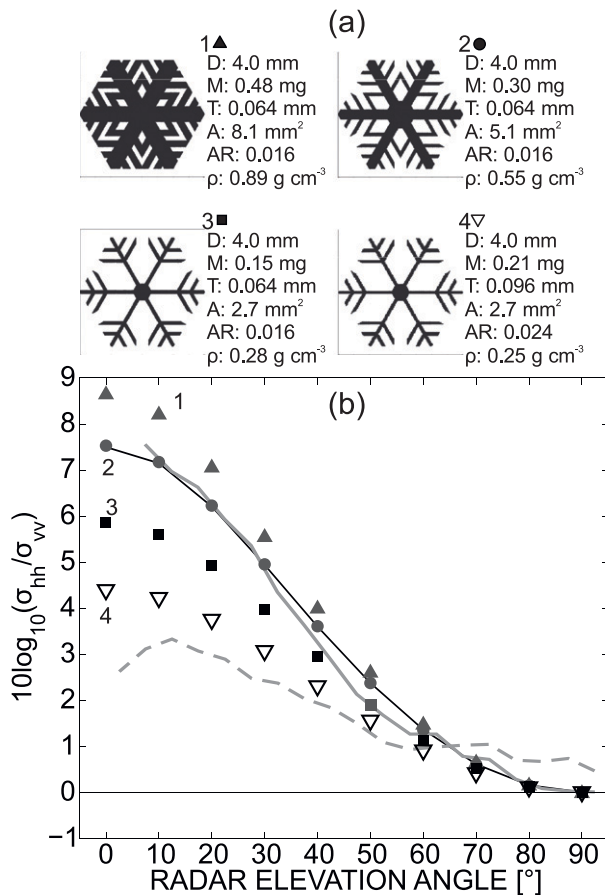 (a)
1▲
D: 4.0 mm
M: 0.48 mg
T: 0.064 mm
A: 8.1 mm²
AR: 0.016
ρ: 0.89 g cm⁻³
2●
D: 4.0 mm
M: 0.30 mg
T: 0.064 mm
A: 5.1 mm²
AR: 0.016
ρ: 0.55 g cm⁻³
3■
D: 4.0 mm
M: 0.15 mg
T: 0.064 mm
A: 2.7 mm²
AR: 0.016
ρ: 0.28 g cm⁻³
4▽
D: 4.0 mm
M: 0.21 mg
T: 0.096 mm
A: 2.7 mm²
AR: 0.024
ρ: 0.25 g cm⁻³
(b)
10log₁₀(σhh/σvv)
9
8
7
6
5
4
3
2
1
0
−1
1
2
3
4
0 10 20 30 40 50 60 70 80 90
RADAR ELEVATION ANGLE [°]